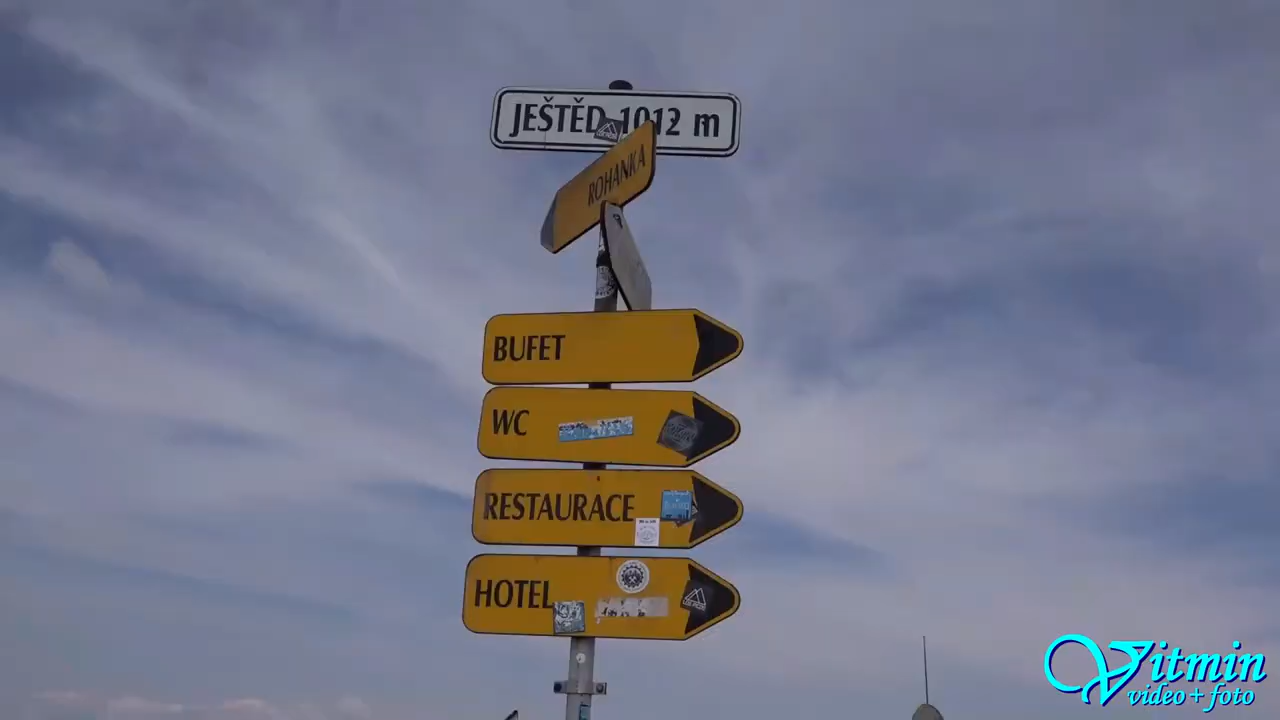 JEŠTĚD 1012 m
ROHANKA
BUFET
WC
RESTAURACE
HOTEL
Vitmin
video+foto